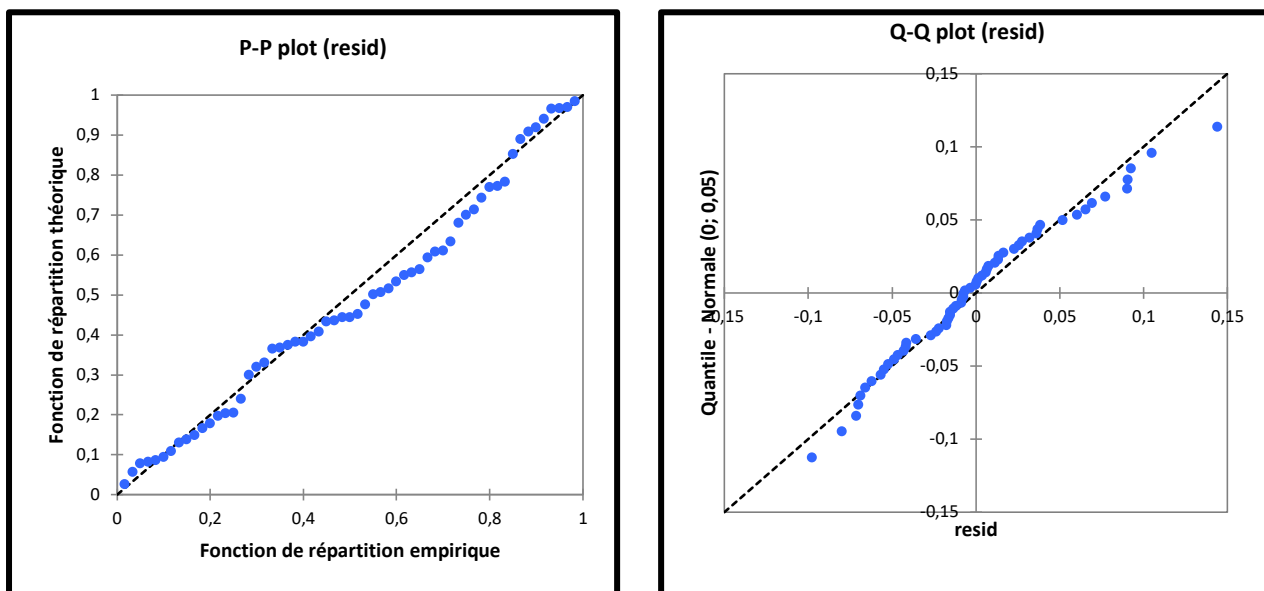 P-P plot (resid)
1
0,9
0,8
0,7
0,6
0,5
0,4
0,3
0,2
0,1
0
0 0,2 0,4 0,6 0,8 1
Fonction de répartition théorique
Fonction de répartition empirique
Q-Q plot (resid)
0,15
0,1
0,05
0
-0,15 -0,1 -0,05 0 0,05 0,1 0,15
-0,05
-0,1
-0,15
Quantile - Normale (0; 0,05)
resid